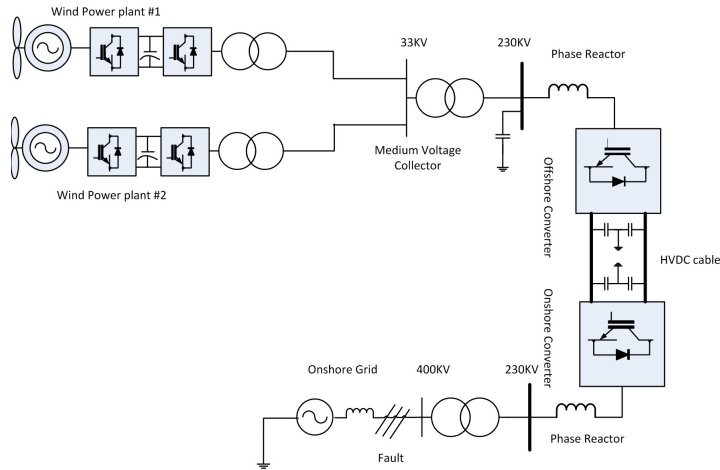 Wind Power plant #1
33KV
230KV
Phase Reactor
Medium Voltage
Collector
Wind Power plant #2
Offshore Converter
HVDC cable
Onshore Converter
Onshore Grid
400KV
230KV
Fault
Phase Reactor